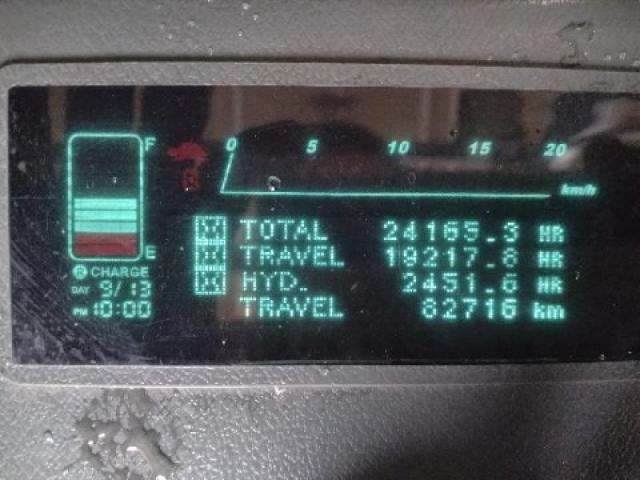 F
0 5 10 15 20
km/h
TOTAL 24165.3 HR
TRAVEL 19217.8 HR
HYD. 2451.6 HR
TRAVEL 82716 km
E
CHARGE
DAY 9/13
PM 10:00